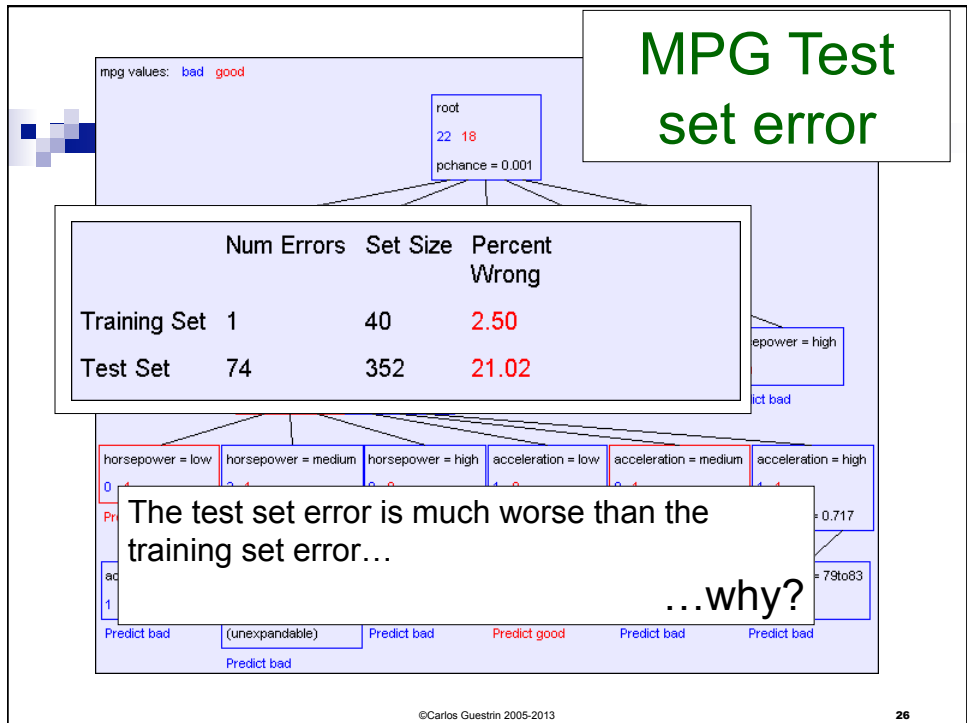 MPG Test
set error
mpg values: bad good
root
22 18
pchance = 0.001
Num Errors Set Size Percent
Wrong
Training Set 1 40 2.50
Test Set 74 352 21.02
epower = high
ict bad
horsepower = low horsepower = medium horsepower = high acceleration = low acceleration = medium acceleration = high
0
= 0.717
The test set error is much worse than the
training set error…
…why?
ac
= 79to83
1
Predict bad (unexpandable) Predict bad Predict good Predict bad Predict bad
Predict bad
©Carlos Guestrin 2005-2013
26